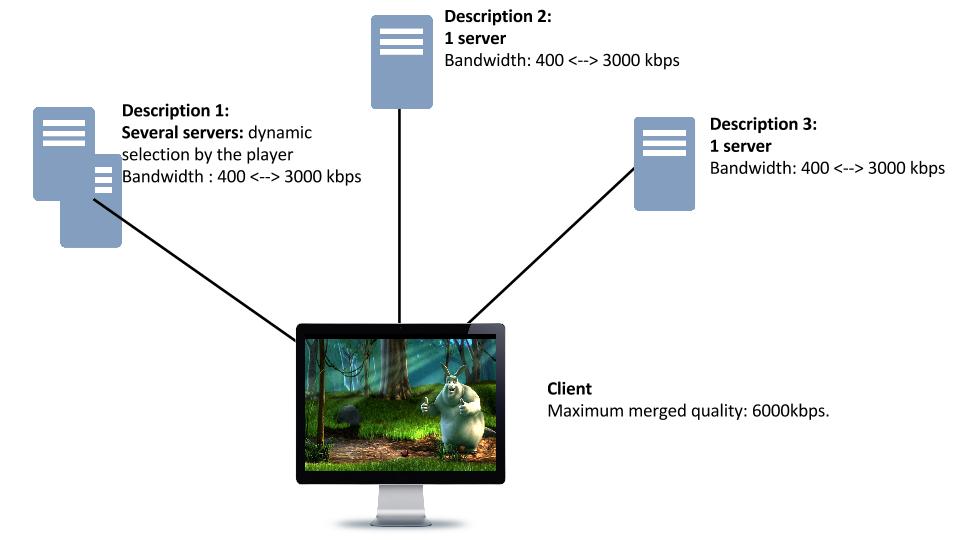 Description 2:
1 server
Bandwidth: 400 <--> 3000 kbps
Description 1:
Several servers: dynamic
selection by the player
Bandwidth : 400 <--> 3000 kbps
Description 3:
1 server
Bandwidth: 400 <--> 3000 kbps
Client
Maximum merged quality: 6000kbps.